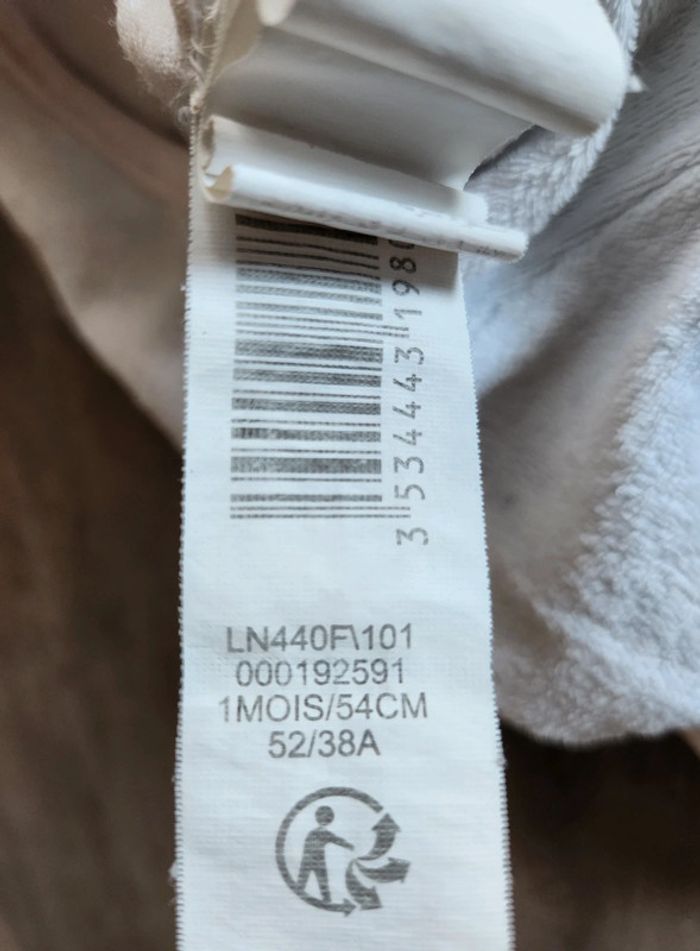 3 534443 198
LN440F\101
000192591
1MOIS/54CM
52/38A